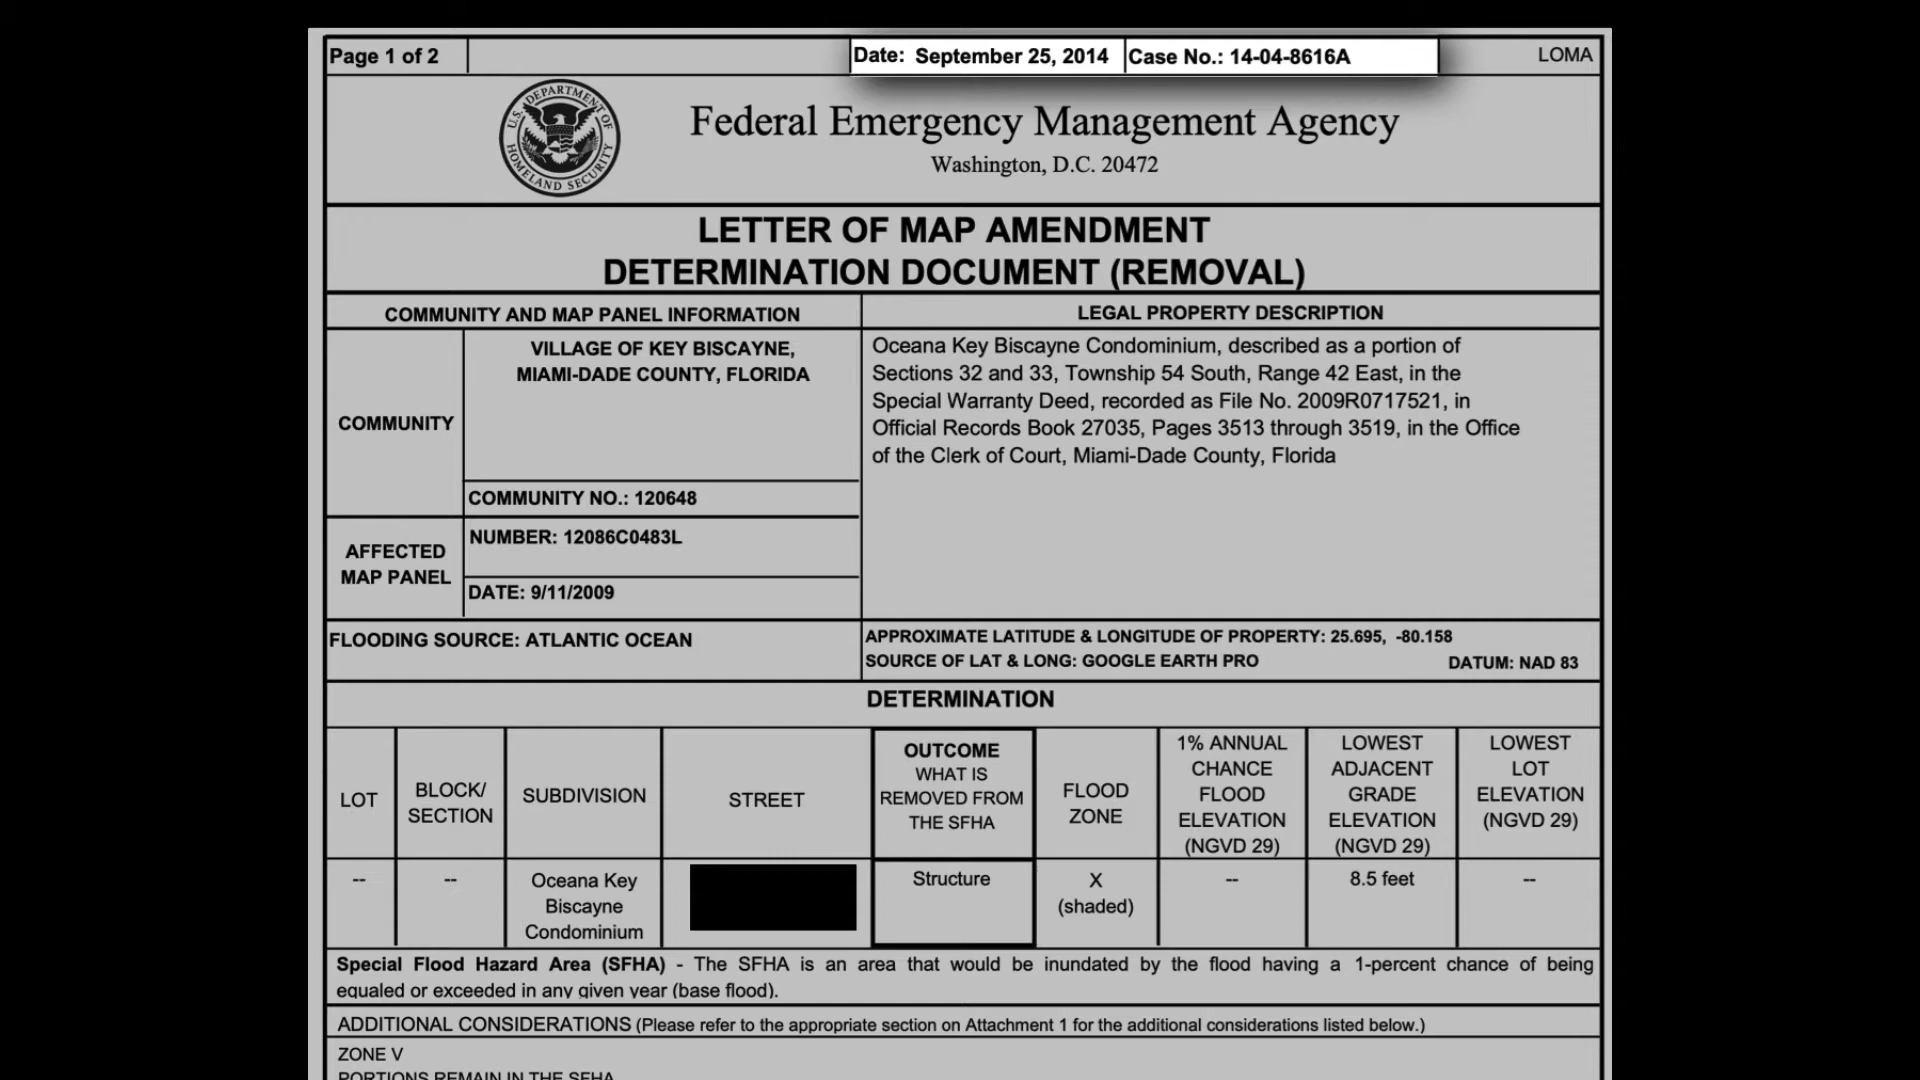 Page 1 of 2
Date: September 25, 2014
Case No.: 14-04-8616A
LOMA
U.S. DEPARTMENT OF HOMELAND SECURITY
Federal Emergency Management Agency
Washington, D.C. 20472
LETTER OF MAP AMENDMENT
DETERMINATION DOCUMENT (REMOVAL)
COMMUNITY AND MAP PANEL INFORMATION
LEGAL PROPERTY DESCRIPTION
COMMUNITY
VILLAGE OF KEY BISCAYNE,
MIAMI-DADE COUNTY, FLORIDA
COMMUNITY NO.: 120648
Oceana Key Biscayne Condominium, described as a portion of
Sections 32 and 33, Township 54 South, Range 42 East, in the
Special Warranty Deed, recorded as File No. 2009R0717521, in
Official Records Book 27035, Pages 3513 through 3519, in the Office
of the Clerk of Court, Miami-Dade County, Florida
AFFECTED
MAP PANEL
NUMBER: 12086C0483L
DATE: 9/11/2009
FLOODING SOURCE: ATLANTIC OCEAN
APPROXIMATE LATITUDE & LONGITUDE OF PROPERTY: 25.695, -80.158
SOURCE OF LAT & LONG: GOOGLE EARTH PRO
DATUM: NAD 83
DETERMINATION
LOT
BLOCK/
SECTION
SUBDIVISION
STREET
OUTCOME
WHAT IS
REMOVED FROM
THE SFHA
FLOOD
ZONE
1% ANNUAL
CHANCE
FLOOD
ELEVATION
(NGVD 29)
LOWEST
ADJACENT
GRADE
ELEVATION
(NGVD 29)
LOWEST
LOT
ELEVATION
(NGVD 29)
--
--
Oceana Key
Biscayne
Condominium
Structure
X
(shaded)
--
8.5 feet
--
Special Flood Hazard Area (SFHA) - The SFHA is an area that would be inundated by the flood having a 1-percent chance of being
equaled or exceeded in any given year (base flood).
ADDITIONAL CONSIDERATIONS (Please refer to the appropriate section on Attachment 1 for the additional considerations listed below.)
ZONE V
PORTIONS REMAIN IN THE SFHA